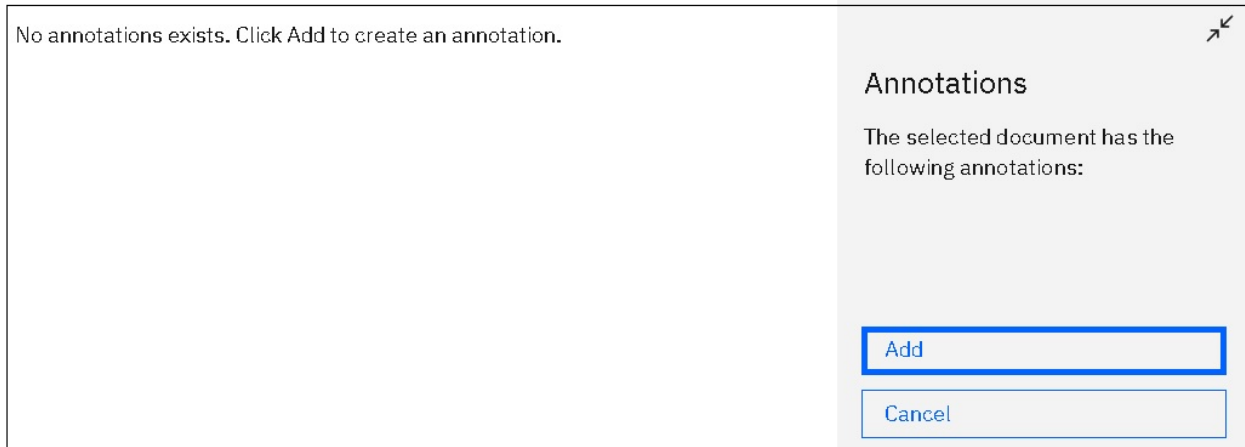 No annotations exists. Click Add to create an annotation.
Annotations
The selected document has the
following annotations:
Add
Cancel